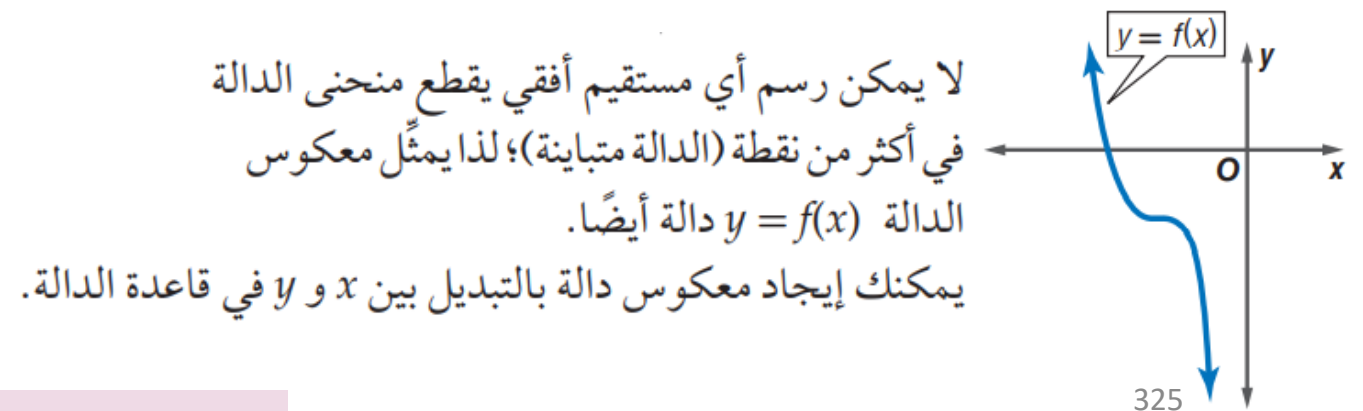 y = f(x)
y
لا يمكن رسم أي مستقيم أفقي يقطع منحنى الدالة
في أكثر من نقطة (الدالة متباينة)؛ لذا يمثِّل معكوس
O
x
الدالة y = f(x) دالة أيضًا.
يمكنك إيجاد معكوس دالة بالتبديل بين x و y في قاعدة الدالة.
325